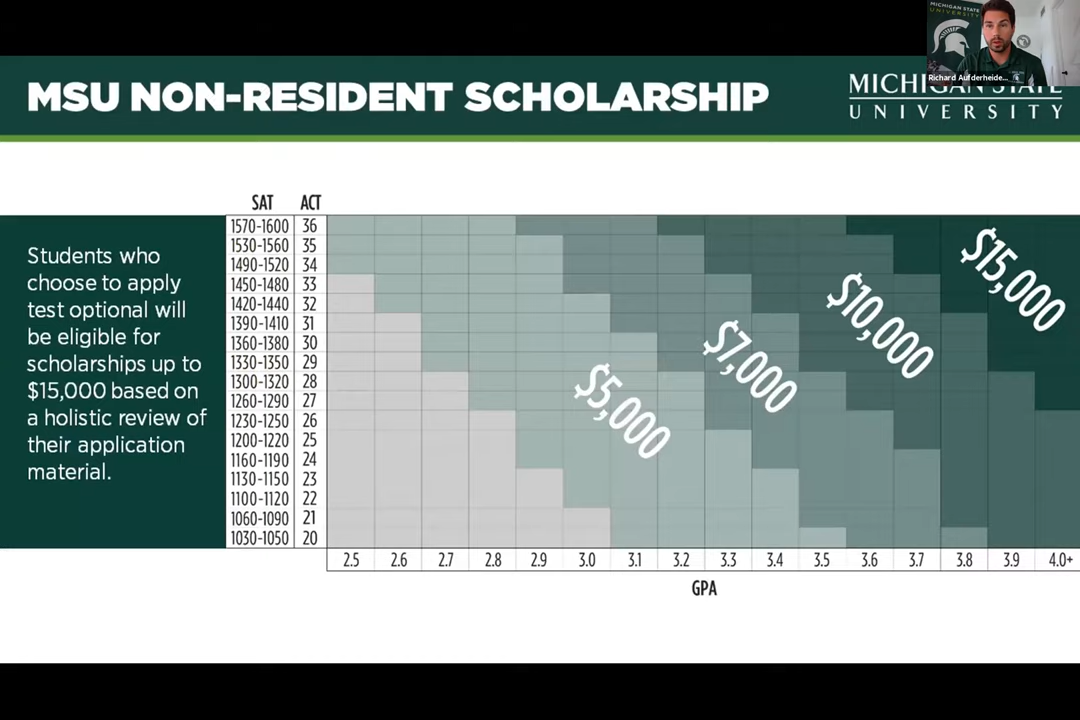 MICHIGAN STATE
UNIVERSITY
Richard Aufderheide...
MSU NON-RESIDENT SCHOLARSHIP
MICHIGAN STATE
UNIVERSITY
Students who
choose to apply
test optional will
be eligible for
scholarships up to
$15,000 based on
a holistic review of
their application
material.
SAT ACT
1570-1600 36
1530-1560 35
1490-1520 34
1450-1480 33
1420-1440 32
1390-1410 31
1360-1380 30
1330-1350 29
1300-1320 28
1260-1290 27
1230-1250 26
1200-1220 25
1160-1190 24
1130-1150 23
1100-1120 22
1060-1090 21
1030-1050 20
$5,000
$7,000
$10,000
$15,000
2.5 2.6 2.7 2.8 2.9 3.0 3.1 3.2 3.3 3.4 3.5 3.6 3.7 3.8 3.9 4.0+
GPA